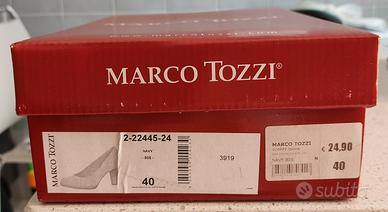 MARCO TOZZI®
2-22445-24
NAVY
- 805 -
3919
40
MARCO TOZZI
MARCO TOZZI
NAVY 805
N
€ 24,90
40
subito